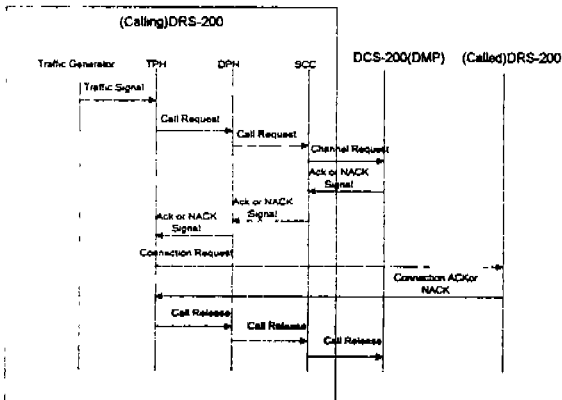 (Calling)DRS-200
DCS-200(DMP)
(Called)DRS-200
Traffic Generator
TPH
DPH
SCC
Traffic Signal
Call Request
Call Request
Channel Request
Ack or NACK
Signal
Ack or NACK
Signal
Ack or NACK
Signal
Connection Request
Connection ACKor
NACK
Call Release
Call Release
Call Release